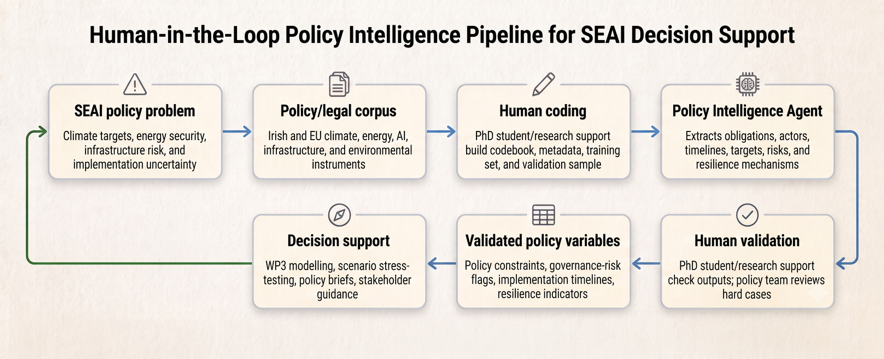 Human-in-the-Loop Policy Intelligence Pipeline for SEAI Decision Support
SEAI policy problem
Climate targets, energy security,
infrastructure risk, and
implementation uncertainty
Policy/legal corpus
Irish and EU climate, energy, AI,
infrastructure, and environmental
instruments
Human coding
PhD student/research support
build codebook, metadata, training
set, and validation sample
Policy Intelligence Agent
Extracts obligations, actors,
timelines, targets, risks, and
resilience mechanisms
Decision support
WP3 modelling, scenario stress-
testing, policy briefs, stakeholder
guidance
Validated policy variables
Policy constraints, governance-risk
flags, implementation timelines,
resilience indicators
Human validation
PhD student/research support
check outputs; policy team reviews
hard cases